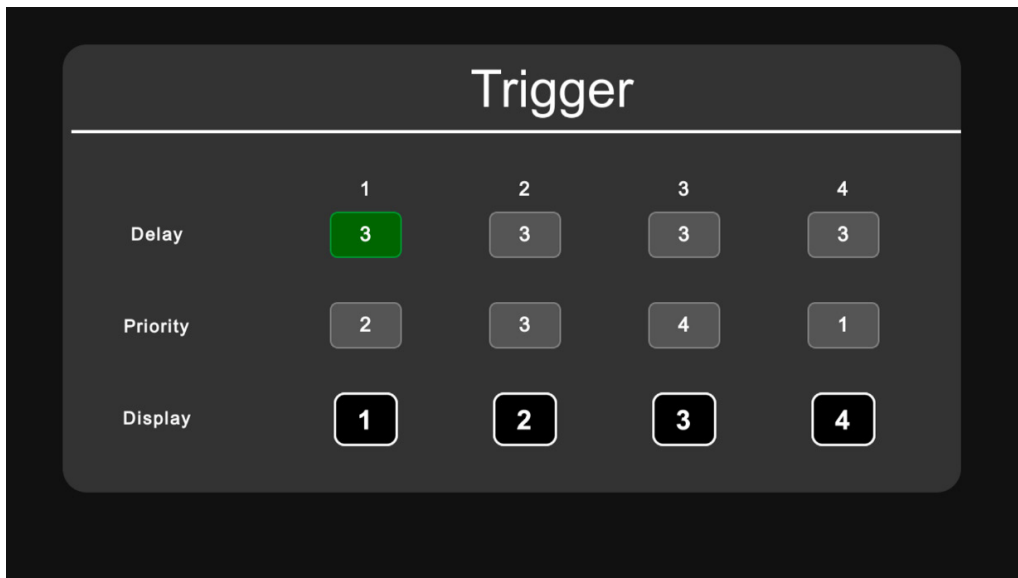 Trigger
1 2 3 4
Delay 3 3 3 3
Priority 2 3 4 1
Display 1 2 3 4